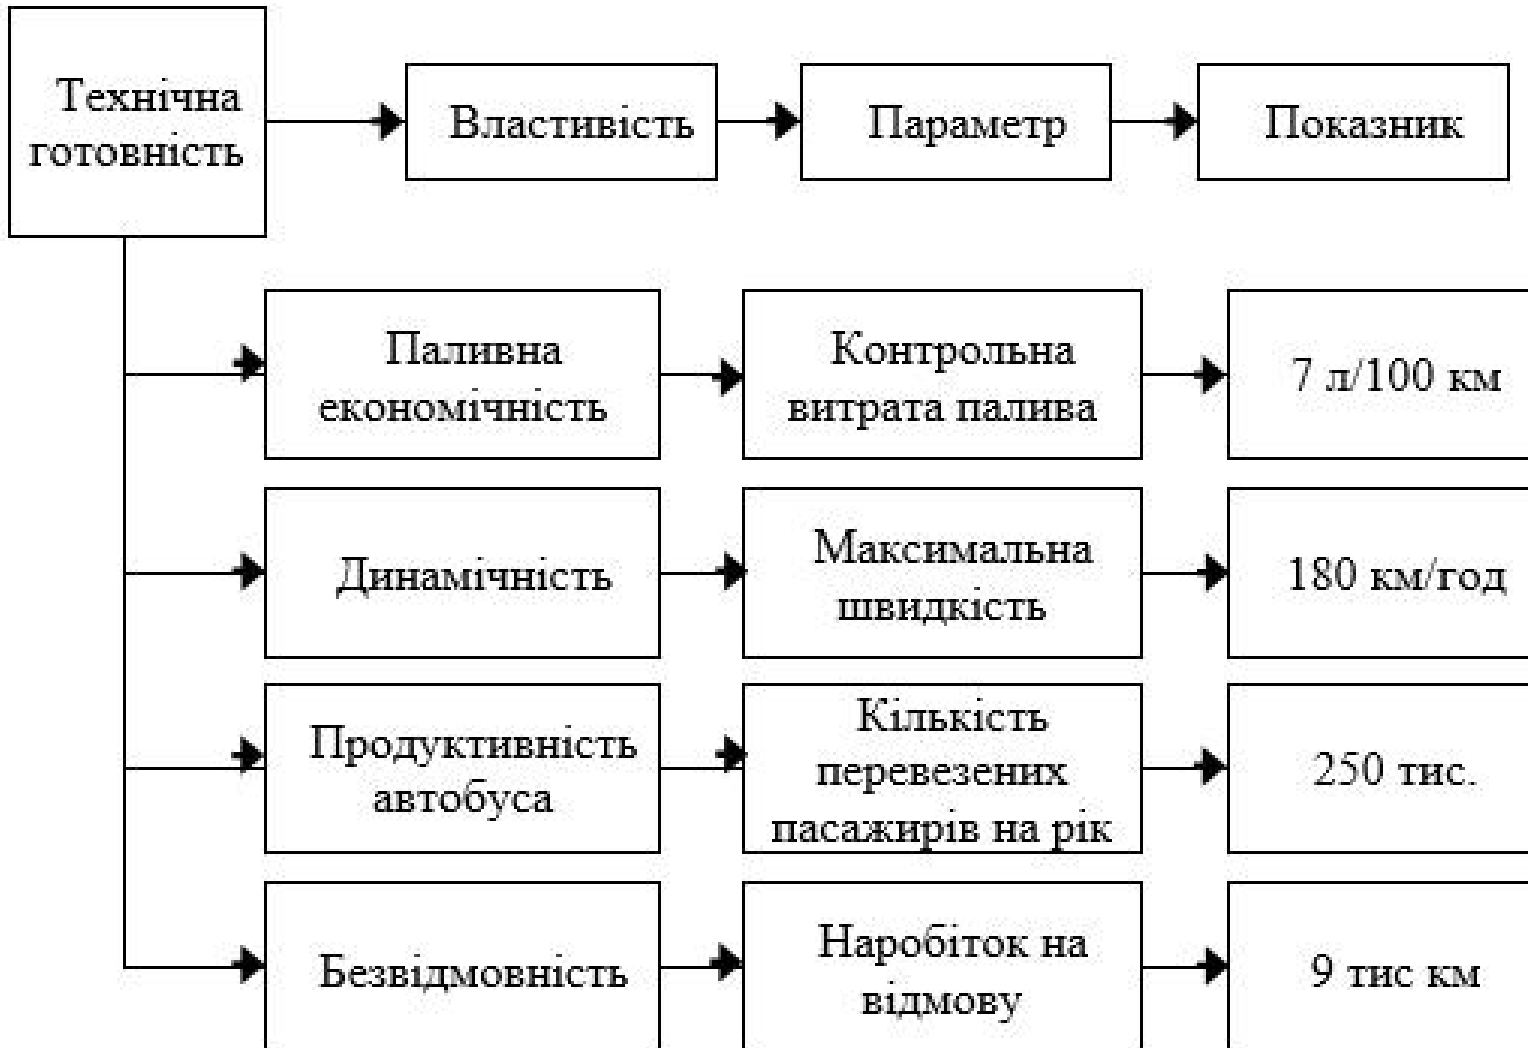 Технічна
готовність
Властивість
Параметр
Показник
Паливна
економічність
Контрольна
витрата палива
7 л/100 км
Динамічність
Максимальна
швидкість
180 км/год
Продуктивність
автобуса
Кількість
перевезених
пасажирів на рік
250 тис.
Безвідмовність
Наробіток на
відмову
9 тис км